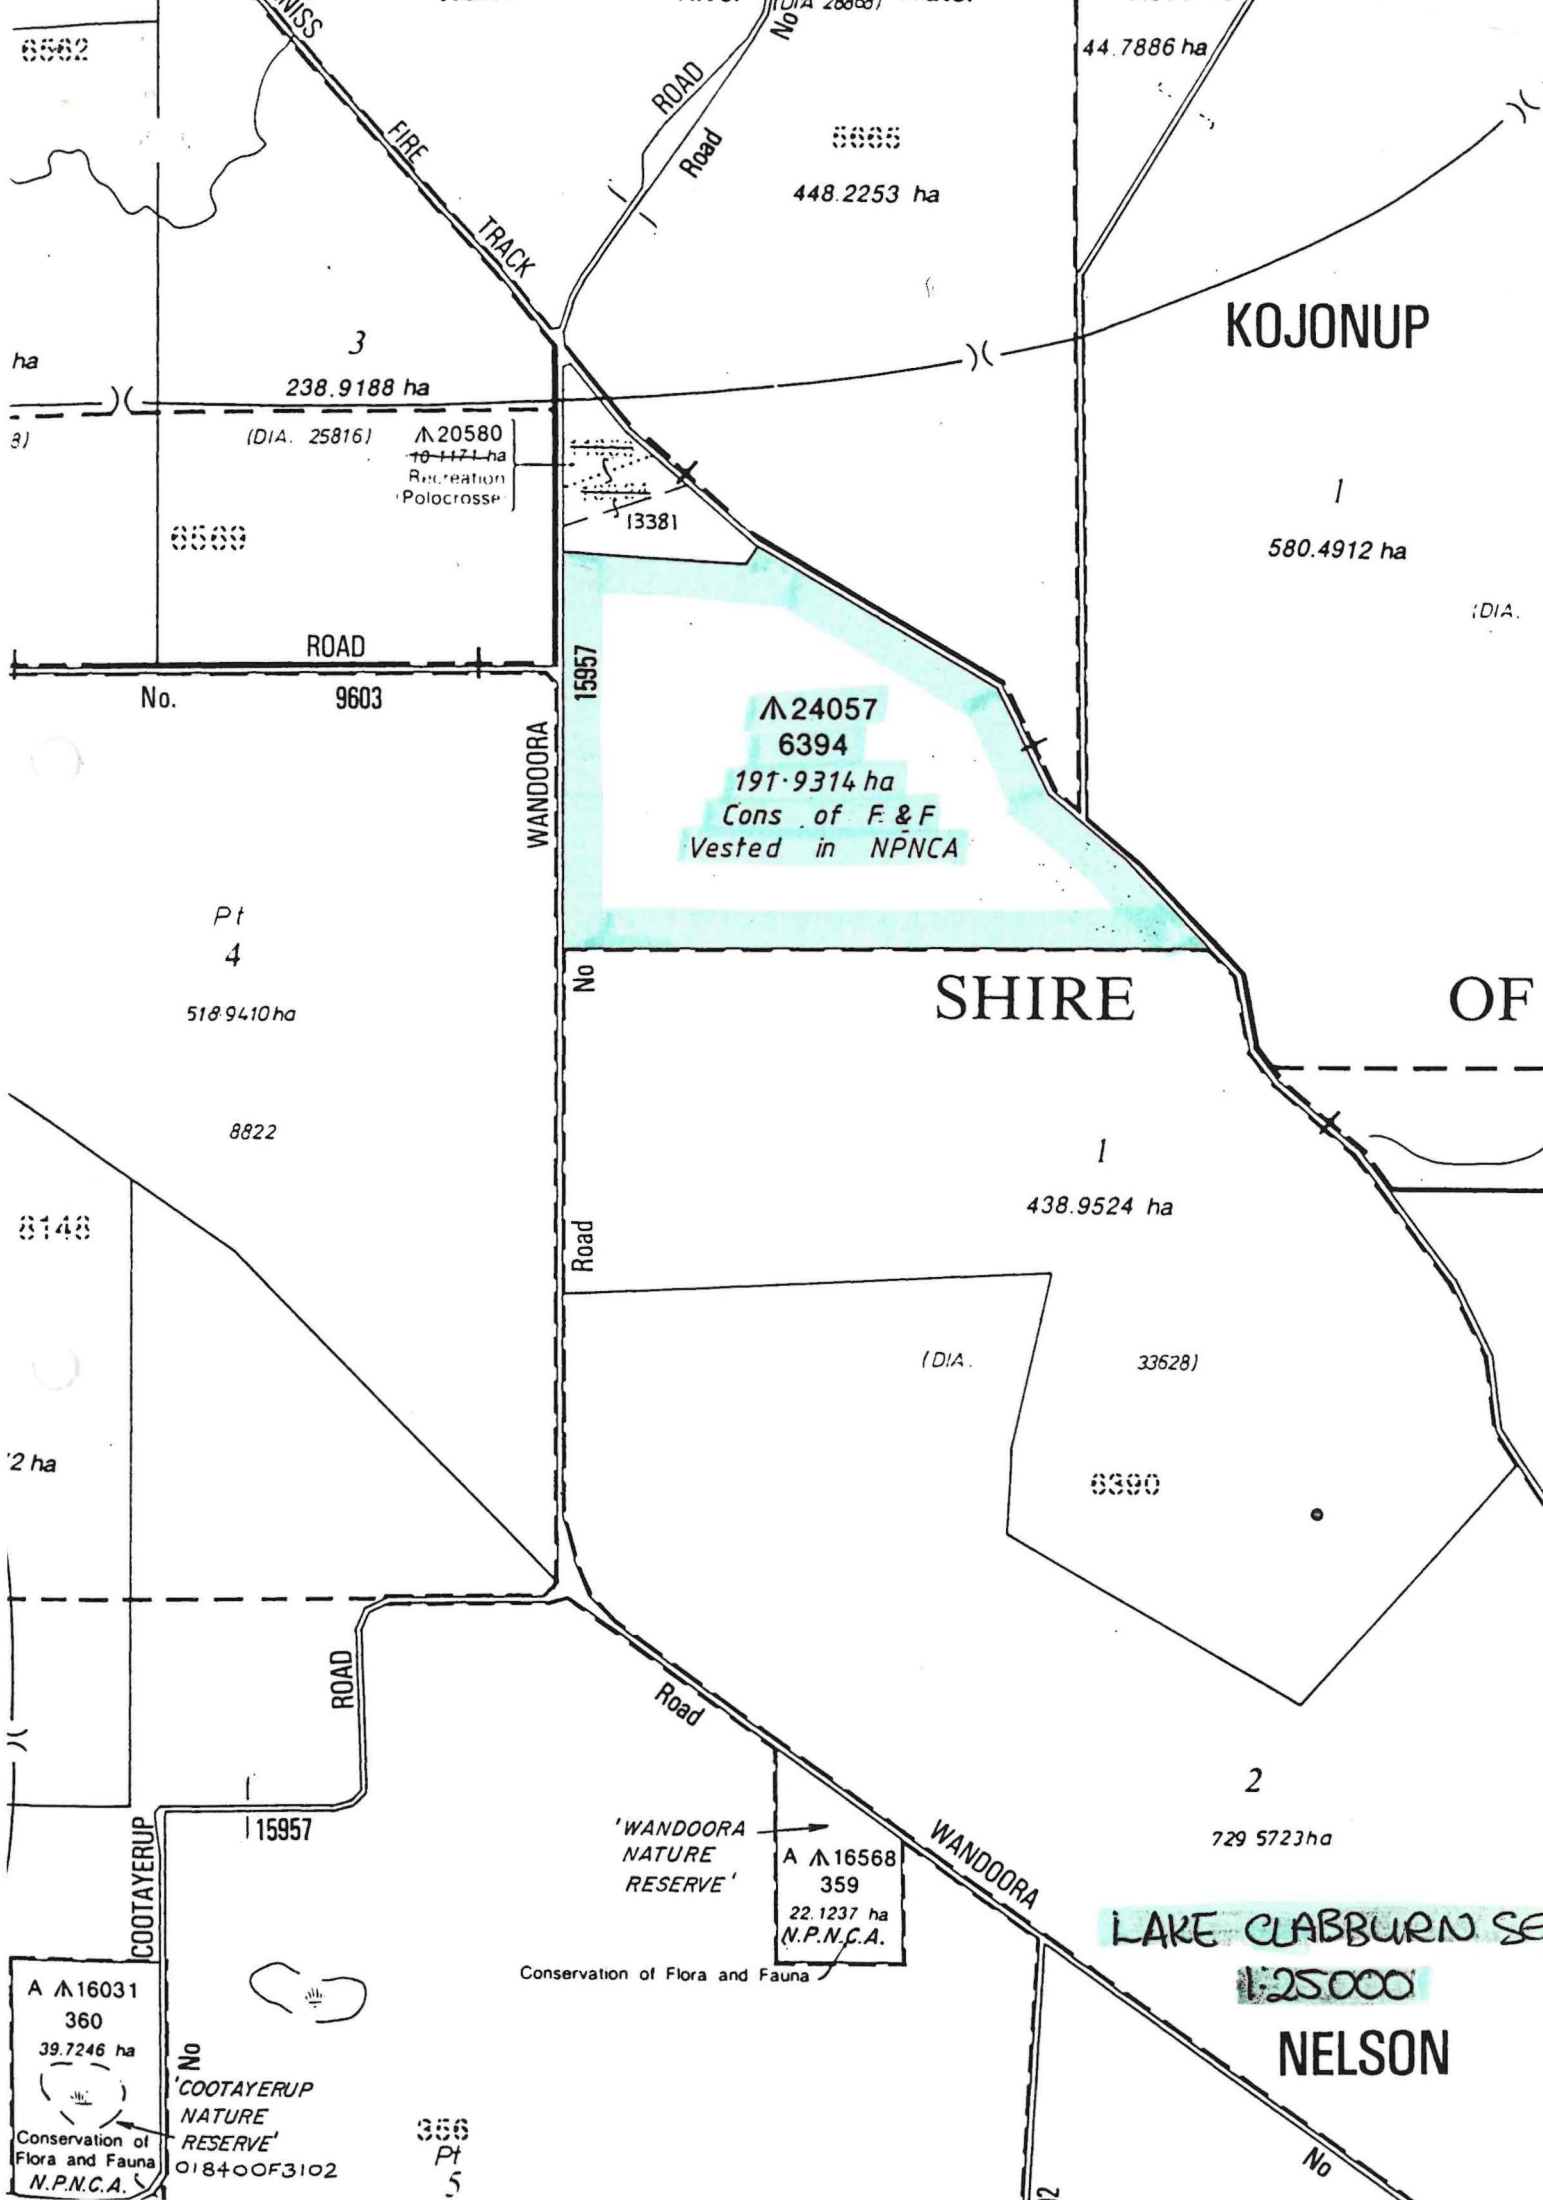 6562
NISS
FIRE
TRACK
ROAD
Road
No
44.7886 ha
5665
448.2253 ha
KOJONUP
3
238.9188 ha
ha
(DIA. 25816)
⩚20580
10.1171 ha
Recreation
Polocrosse
13381
6569
1
580.4912 ha
(DIA.
ROAD
No. 9603
15957
WANDOORA
⩚24057
6394
191.9314 ha
Cons of F. & F
Vested in NPNCA
Pt
4
518.9410 ha
No
SHIRE OF
8822
1
438.9524 ha
8148
Road
(DIA. 33628)
2 ha
6390
ROAD
Road
2
729 5723 ha
15957
COOTAYERUP
'WANDOORA
NATURE
RESERVE'
A ⩚16568
359
22.1237 ha
N.P.N.C.A.
WANDOORA
Conservation of Flora and Fauna
LAKE CLABBURN SE
1:25000
NELSON
A ⩚16031
360
39.7246 ha
Conservation of
Flora and Fauna
N.P.N.C.A.
No
'COOTAYERUP
NATURE
RESERVE'
018400F3102
356
Pt
5
No